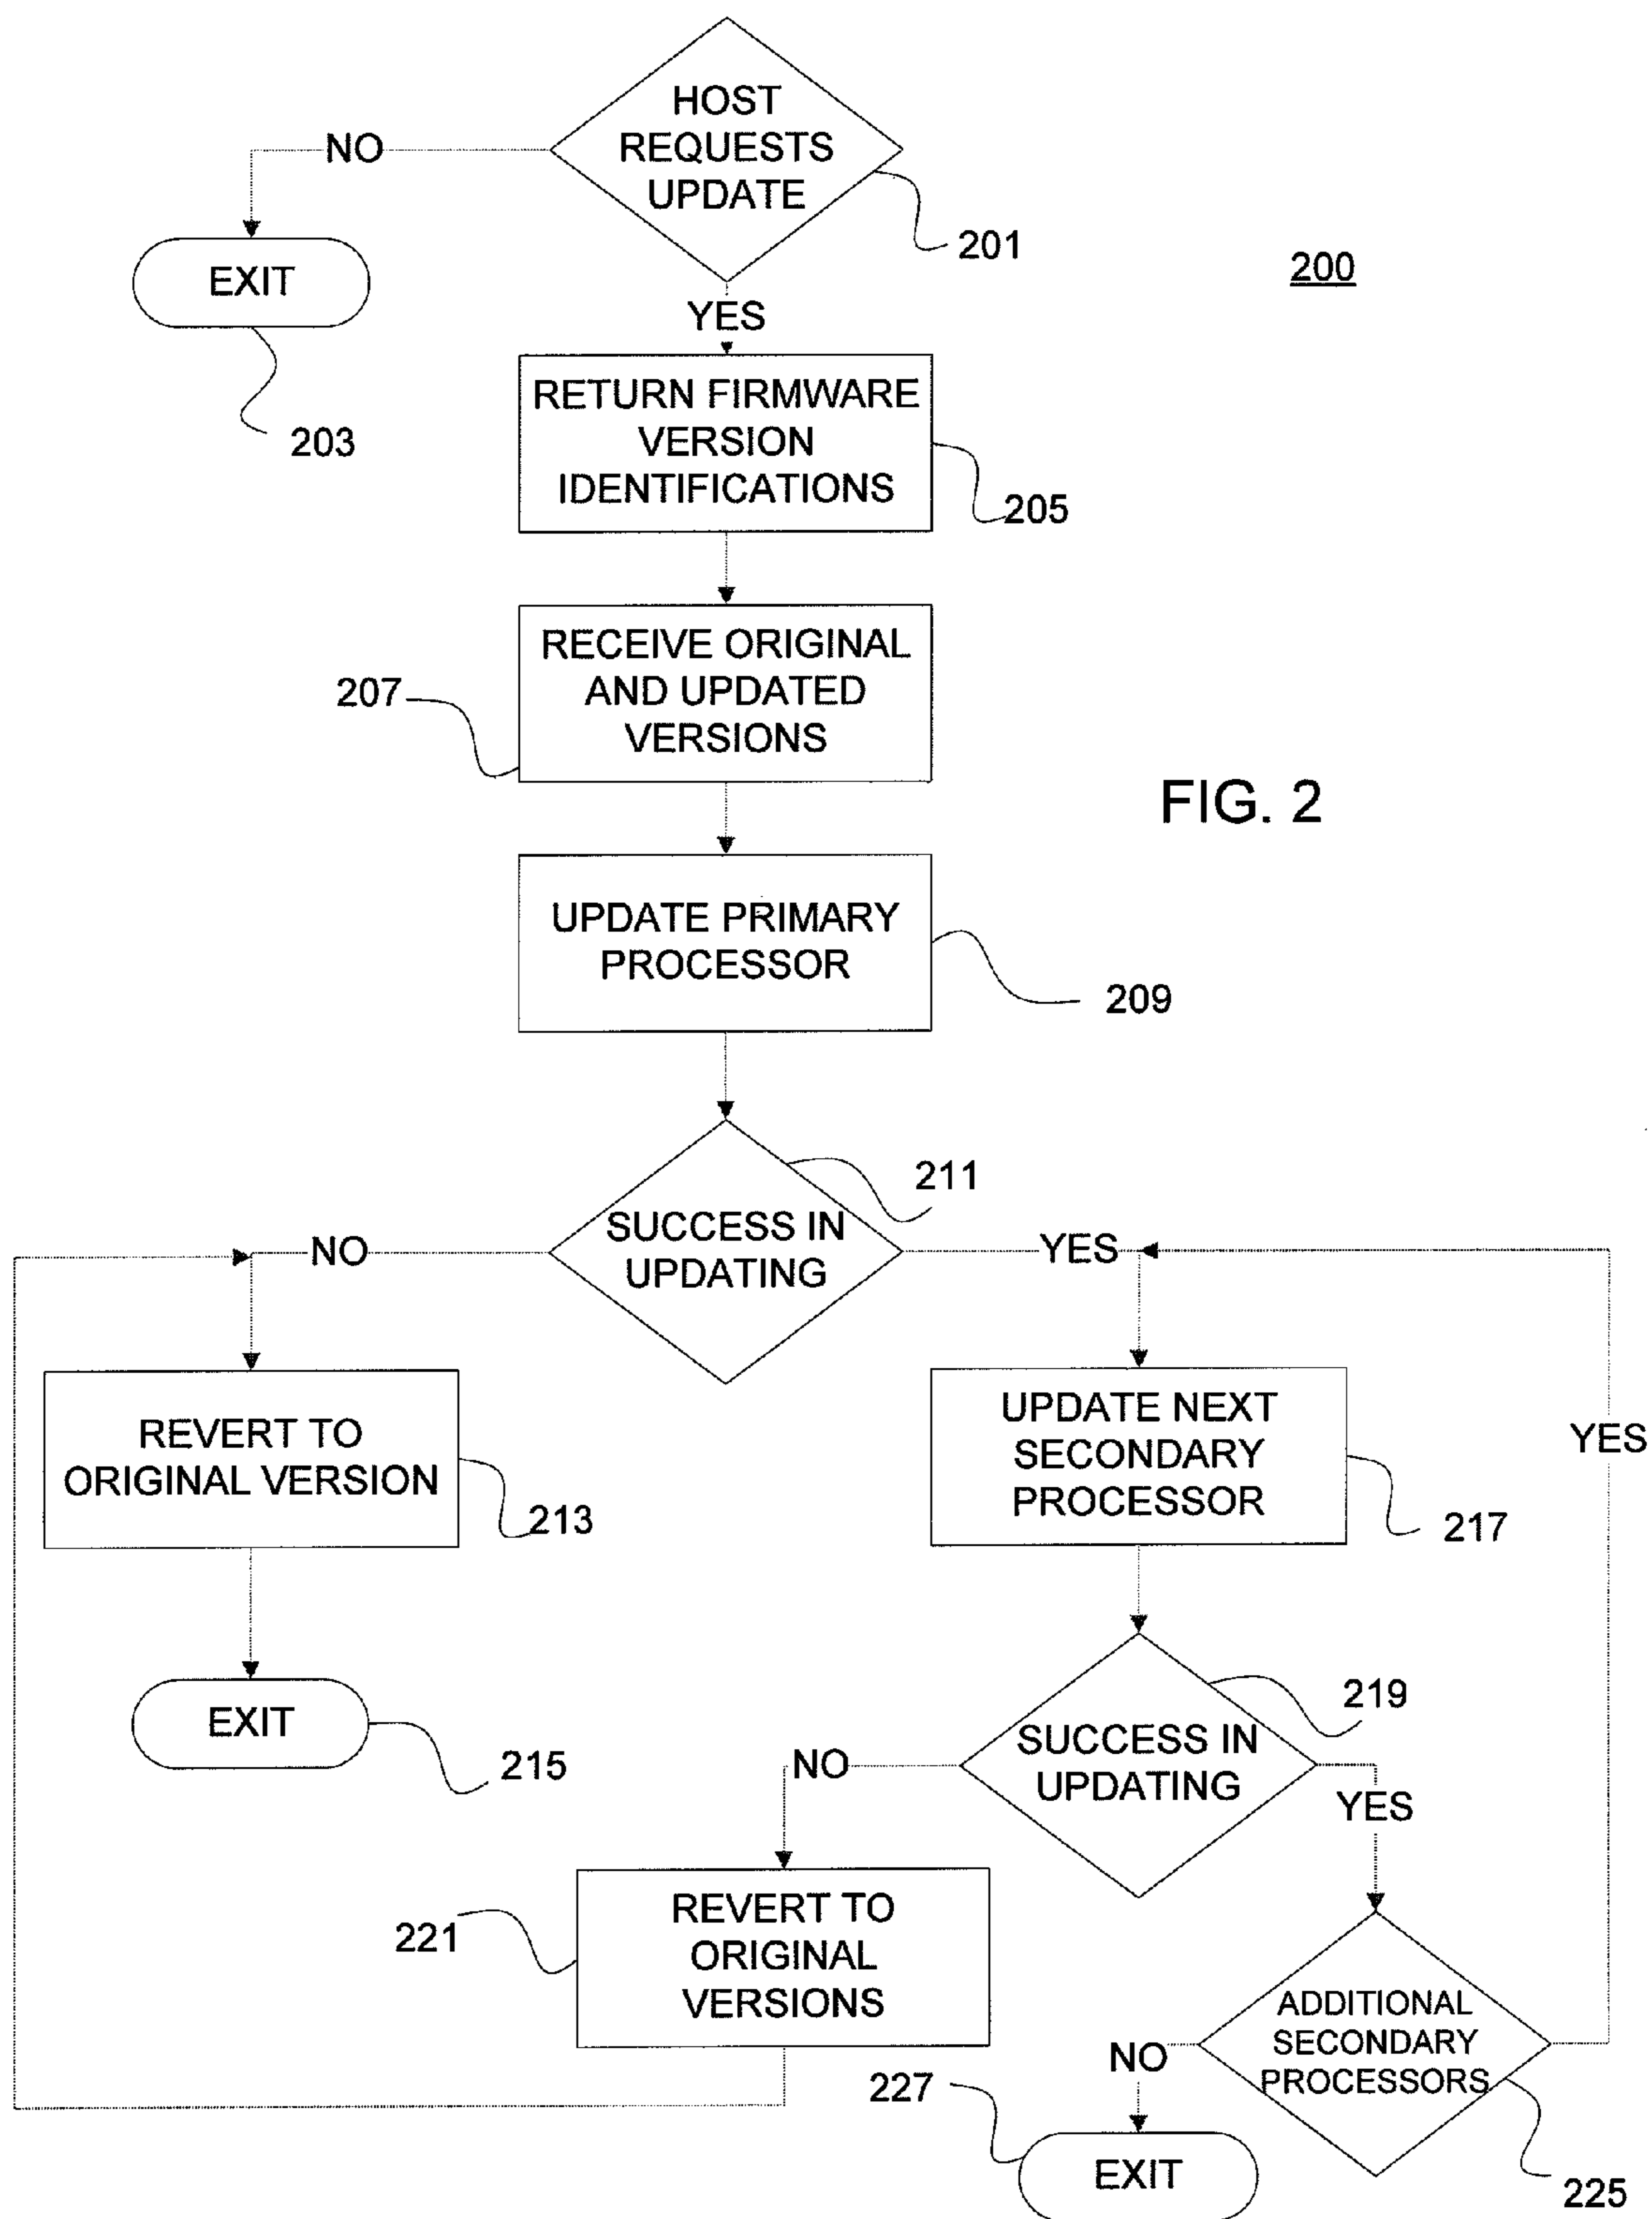 HOST
REQUESTS
UPDATE
NO
201
200
EXIT
YES
203
RETURN FIRMWARE
VERSION
IDENTIFICATIONS
205
RECEIVE ORIGINAL
AND UPDATED
VERSIONS
207
FIG. 2
UPDATE PRIMARY
PROCESSOR
209
211
SUCCESS IN
UPDATING
NO
YES
REVERT TO
ORIGINAL VERSION
213
UPDATE NEXT
SECONDARY
PROCESSOR
217
YES
EXIT
215
219
SUCCESS IN
UPDATING
NO
YES
REVERT TO
ORIGINAL
VERSIONS
221
ADDITIONAL
SECONDARY
PROCESSORS
NO
227
EXIT
225